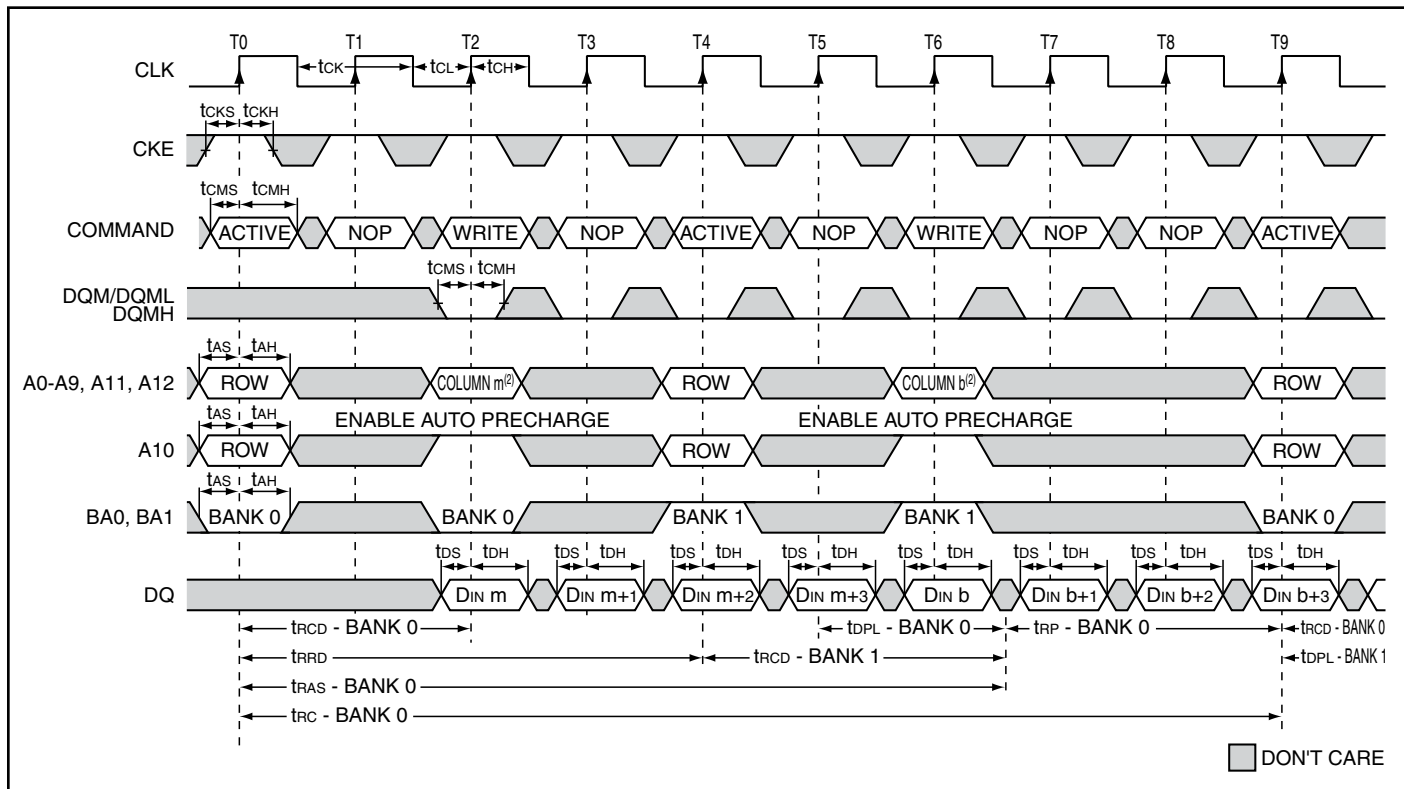 T0 T1 T2 T3 T4 T5 T6 T7 T8 T9
CLK tCK tCL tCH
tCKS tCKH
CKE
tCMS tCMH
COMMAND ACTIVE NOP WRITE NOP ACTIVE NOP WRITE NOP NOP ACTIVE
tCMS tCMH
DQM/DQML
DQMH
tAS tAH
A0-A9, A11, A12 ROW COLUMN m(2) ROW COLUMN b(2) ROW
tAS tAH ENABLE AUTO PRECHARGE ENABLE AUTO PRECHARGE
A10 ROW ROW ROW
tAS tAH
BA0, BA1 BANK 0 BANK 0 BANK 1 BANK 1 BANK 0
tDS tDH tDS tDH tDS tDH tDS tDH tDS tDH tDS tDH tDS tDH tDS tDH
DQ DIN m DIN m+1 DIN m+2 DIN m+3 DIN b DIN b+1 DIN b+2 DIN b+3
tRCD - BANK 0 tDPL - BANK 0 tRP - BANK 0 tRCD - BANK 0
tRRD tRCD - BANK 1 tDPL - BANK 1
tRAS - BANK 0
tRC - BANK 0
DON'T CARE